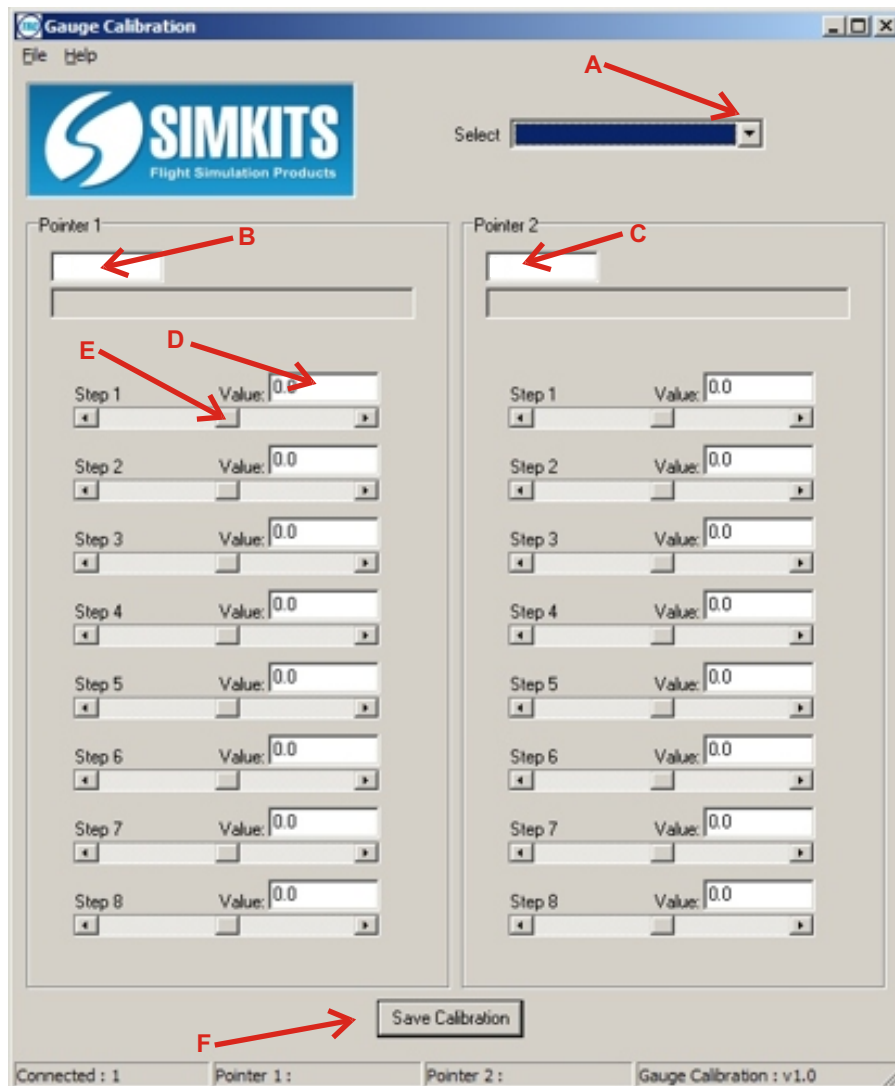 TRQ Gauge Calibration
File Help
A
SIMKITS
Flight Simulation Products
Select
Pointer 1
B
Pointer 2
C
E
D
Step 1 Value: 0.0
Step 1 Value: 0.0
Step 2 Value: 0.0
Step 2 Value: 0.0
Step 3 Value: 0.0
Step 3 Value: 0.0
Step 4 Value: 0.0
Step 4 Value: 0.0
Step 5 Value: 0.0
Step 5 Value: 0.0
Step 6 Value: 0.0
Step 6 Value: 0.0
Step 7 Value: 0.0
Step 7 Value: 0.0
Step 8 Value: 0.0
Step 8 Value: 0.0
F
Save Calibration
Connected : 1 Pointer 1 : Pointer 2 : Gauge Calibration : v1.0